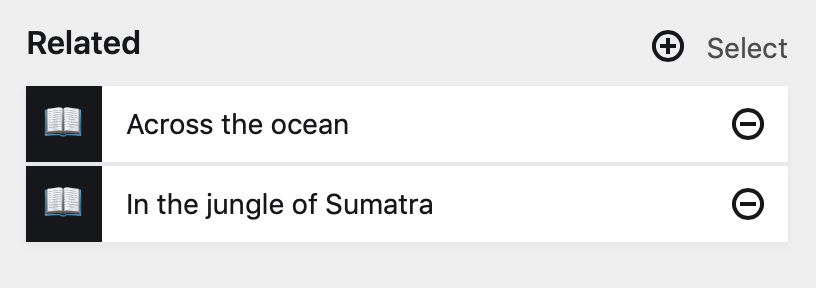 Related
Select
Across the ocean
In the jungle of Sumatra